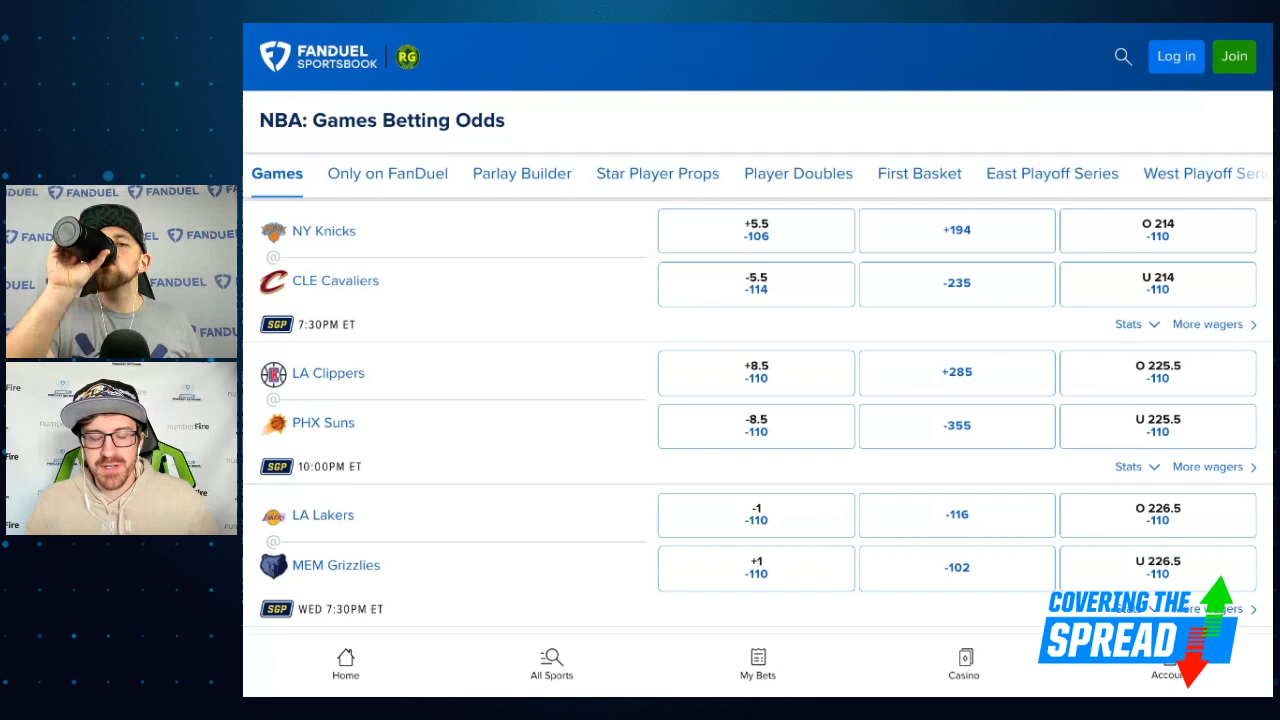 FANDUEL
SPORTSBOOK
RG
Log in
Join
NBA: Games Betting Odds
Games
Only on FanDuel
Parlay Builder
Star Player Props
Player Doubles
First Basket
East Playoff Series
West Playoff Seri
NY Knicks
+5.5
-106
+194
O 214
-110
@
CLE Cavaliers
-5.5
-114
-235
U 214
-110
SGP 7:30PM ET
Stats
More wagers
LA Clippers
+8.5
-110
+285
O 225.5
-110
@
PHX Suns
-8.5
-110
-355
U 225.5
-110
SGP 10:00PM ET
Stats
More wagers
LA Lakers
-1
-110
-116
O 226.5
-110
@
MEM Grizzlies
+1
-110
-102
U 226.5
-110
SGP WED 7:30PM ET
COVERING THE
SPREAD
Home
All Sports
My Bets
Casino
Accou
FANDUEL
FANDUEL
FANDUEL
FANDUEL
numberFire